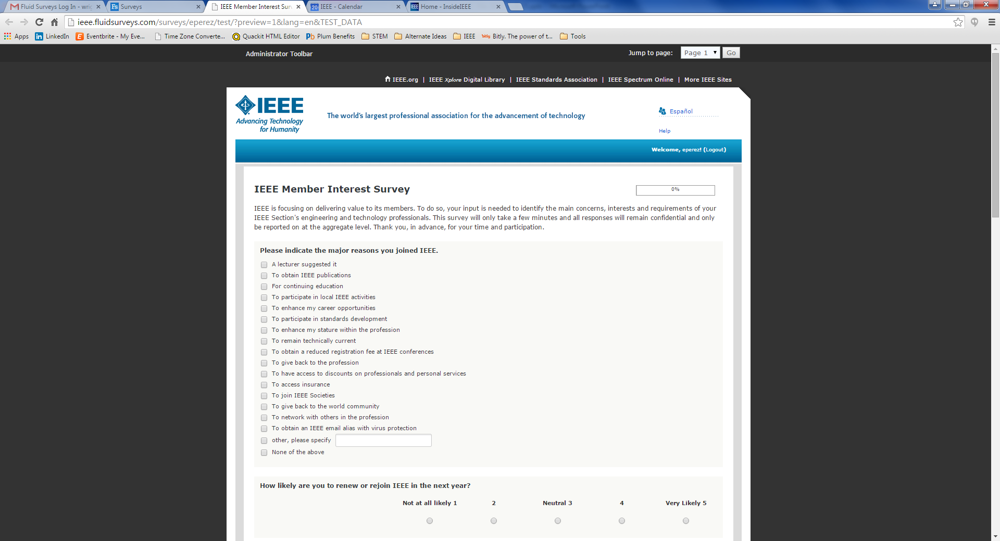 Fluid Surveys Log In - wrig
Surveys
IEEE Member Interest Surv
IEEE - Calendar
Home - InsideIEEE
ieee.fluidsurveys.com/surveys/eperez/test/?preview=1&lang=en&TEST_DATA
Apps
LinkedIn
Eventbrite - My Eve...
Time Zone Converte...
Quackit HTML Editor
Plum Benefits
STEM
Alternate Ideas
IEEE
Bitly. The power of t...
Tools
Administrator Toolbar
Jump to page: Page 1 Go
IEEE.org | IEEE Xplore Digital Library | IEEE Standards Association | IEEE Spectrum Online | More IEEE Sites
IEEE
Advancing Technology
for Humanity
The world's largest professional association for the advancement of technology
Español
Help
Welcome, eperez! (Logout)
IEEE Member Interest Survey
0%
IEEE is focusing on delivering value to its members. To do so, your input is needed to identify the main concerns, interests and requirements of your
IEEE Section's engineering and technology professionals. This survey will only take a few minutes and all responses will remain confidential and only
be reported on at the aggregate level. Thank you, in advance, for your time and participation.
Please indicate the major reasons you joined IEEE.
A lecturer suggested it
To obtain IEEE publications
For continuing education
To participate in local IEEE activities
To enhance my career opportunities
To participate in standards development
To enhance my stature within the profession
To remain technically current
To obtain a reduced registration fee at IEEE conferences
To give back to the profession
To have access to discounts on professionals and personal services
To access insurance
To join IEEE Societies
To give back to the world community
To network with others in the profession
To obtain an IEEE email alias with virus protection
other, please specify
None of the above
How likely are you to renew or rejoin IEEE in the next year?
Not at all likely 1 2 Neutral 3 4 Very Likely 5